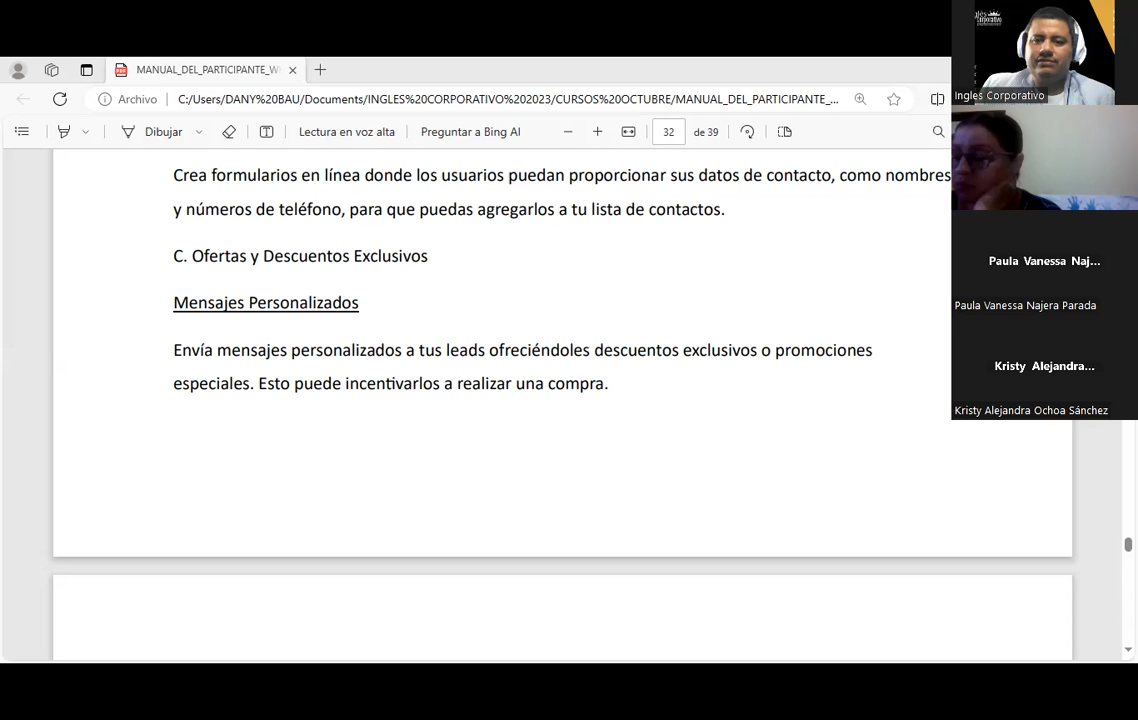 MANUAL_DEL_PARTICIPANTE_W
Archivo
C:/Users/DANY%20BAU/Documents/INGLES%20CORPORATIVO%202023/CURSOS%20OCTUBRE/MANUAL_DEL_PARTICIPANTE_...
Dibujar
Lectura en voz alta
Preguntar a Bing AI
32
de 39
Crea formularios en línea donde los usuarios puedan proporcionar sus datos de contacto, como nombres
y números de teléfono, para que puedas agregarlos a tu lista de contactos.
C. Ofertas y Descuentos Exclusivos
Mensajes Personalizados
Envía mensajes personalizados a tus leads ofreciéndoles descuentos exclusivos o promociones
especiales. Esto puede incentivarlos a realizar una compra.
Corporativo
Ingles Corporativo
Paula Vanessa Naj...
Paula Vanessa Najera Parada
Kristy Alejandra...
Kristy Alejandra Ochoa Sánchez